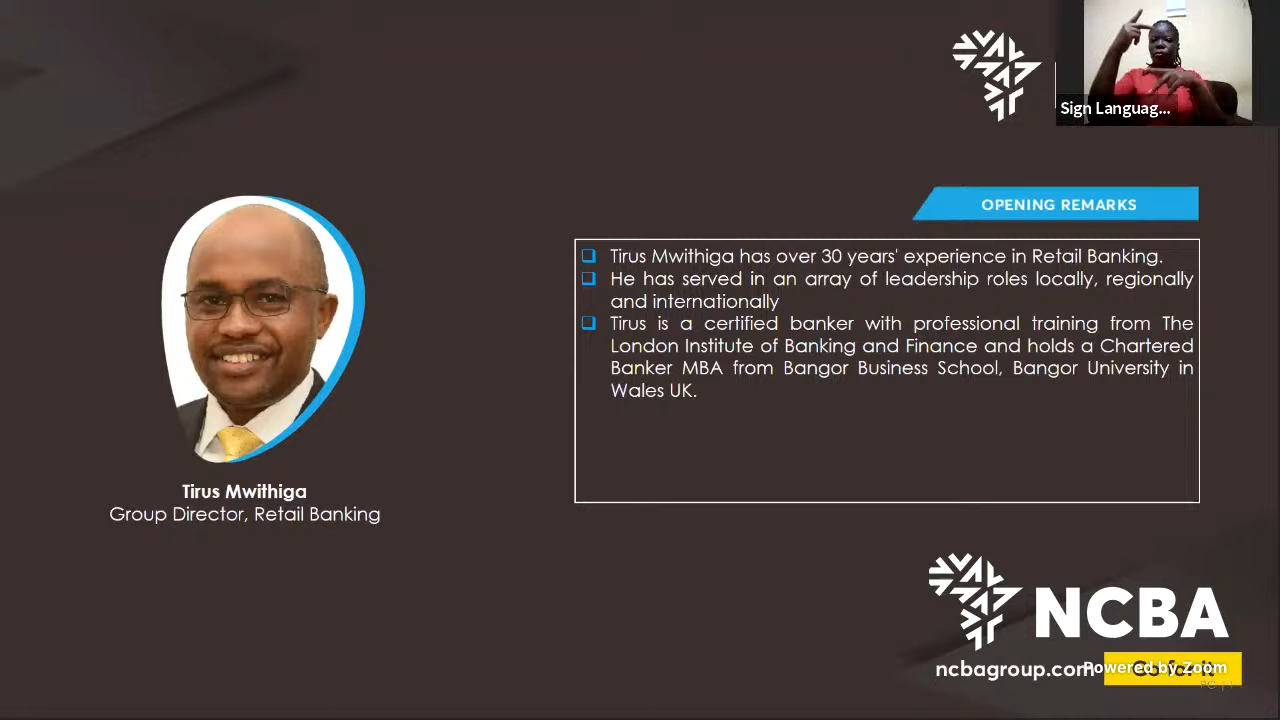 Sign Languag...
OPENING REMARKS
Tirus Mwithiga has over 30 years' experience in Retail Banking.
He has served in an array of leadership roles locally, regionally
and internationally
Tirus is a certified banker with professional training from The
London Institute of Banking and Finance and holds a Chartered
Banker MBA from Bangor Business School, Bangor University in
Wales UK.
Tirus Mwithiga
Group Director, Retail Banking
NCBA
ncbagroup.com
Go for it
Powered by Zoom